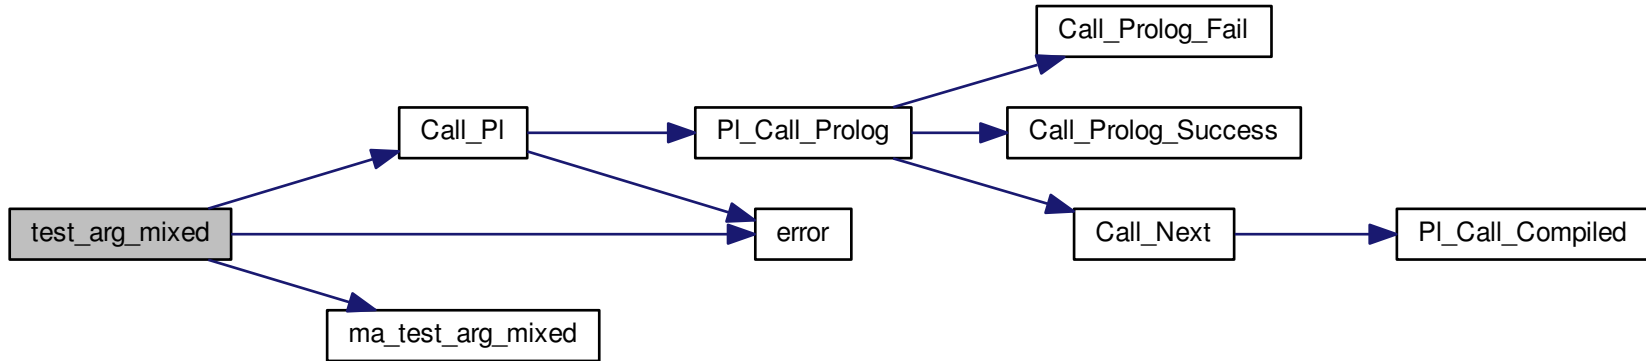 Call_Prolog_Fail
Call_Pl
Pl_Call_Prolog
Call_Prolog_Success
test_arg_mixed
error
Call_Next
Pl_Call_Compiled
ma_test_arg_mixed